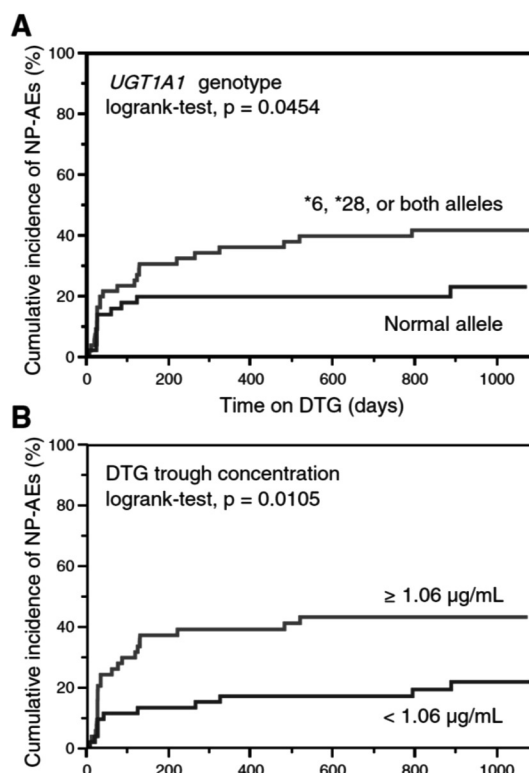 A
Cumulative incidence of NP-AEs (%)
100
80
60
40
20
0
UGT1A1 genotype
logrank-test, p = 0.0454
*6, *28, or both alleles
Normal allele
0 200 400 600 800 1000
Time on DTG (days)
B
Cumulative incidence of NP-AEs (%)
100
80
60
40
20
0
DTG trough concentration
logrank-test, p = 0.0105
≥ 1.06 μg/mL
< 1.06 μg/mL
0 200 400 600 800 1000